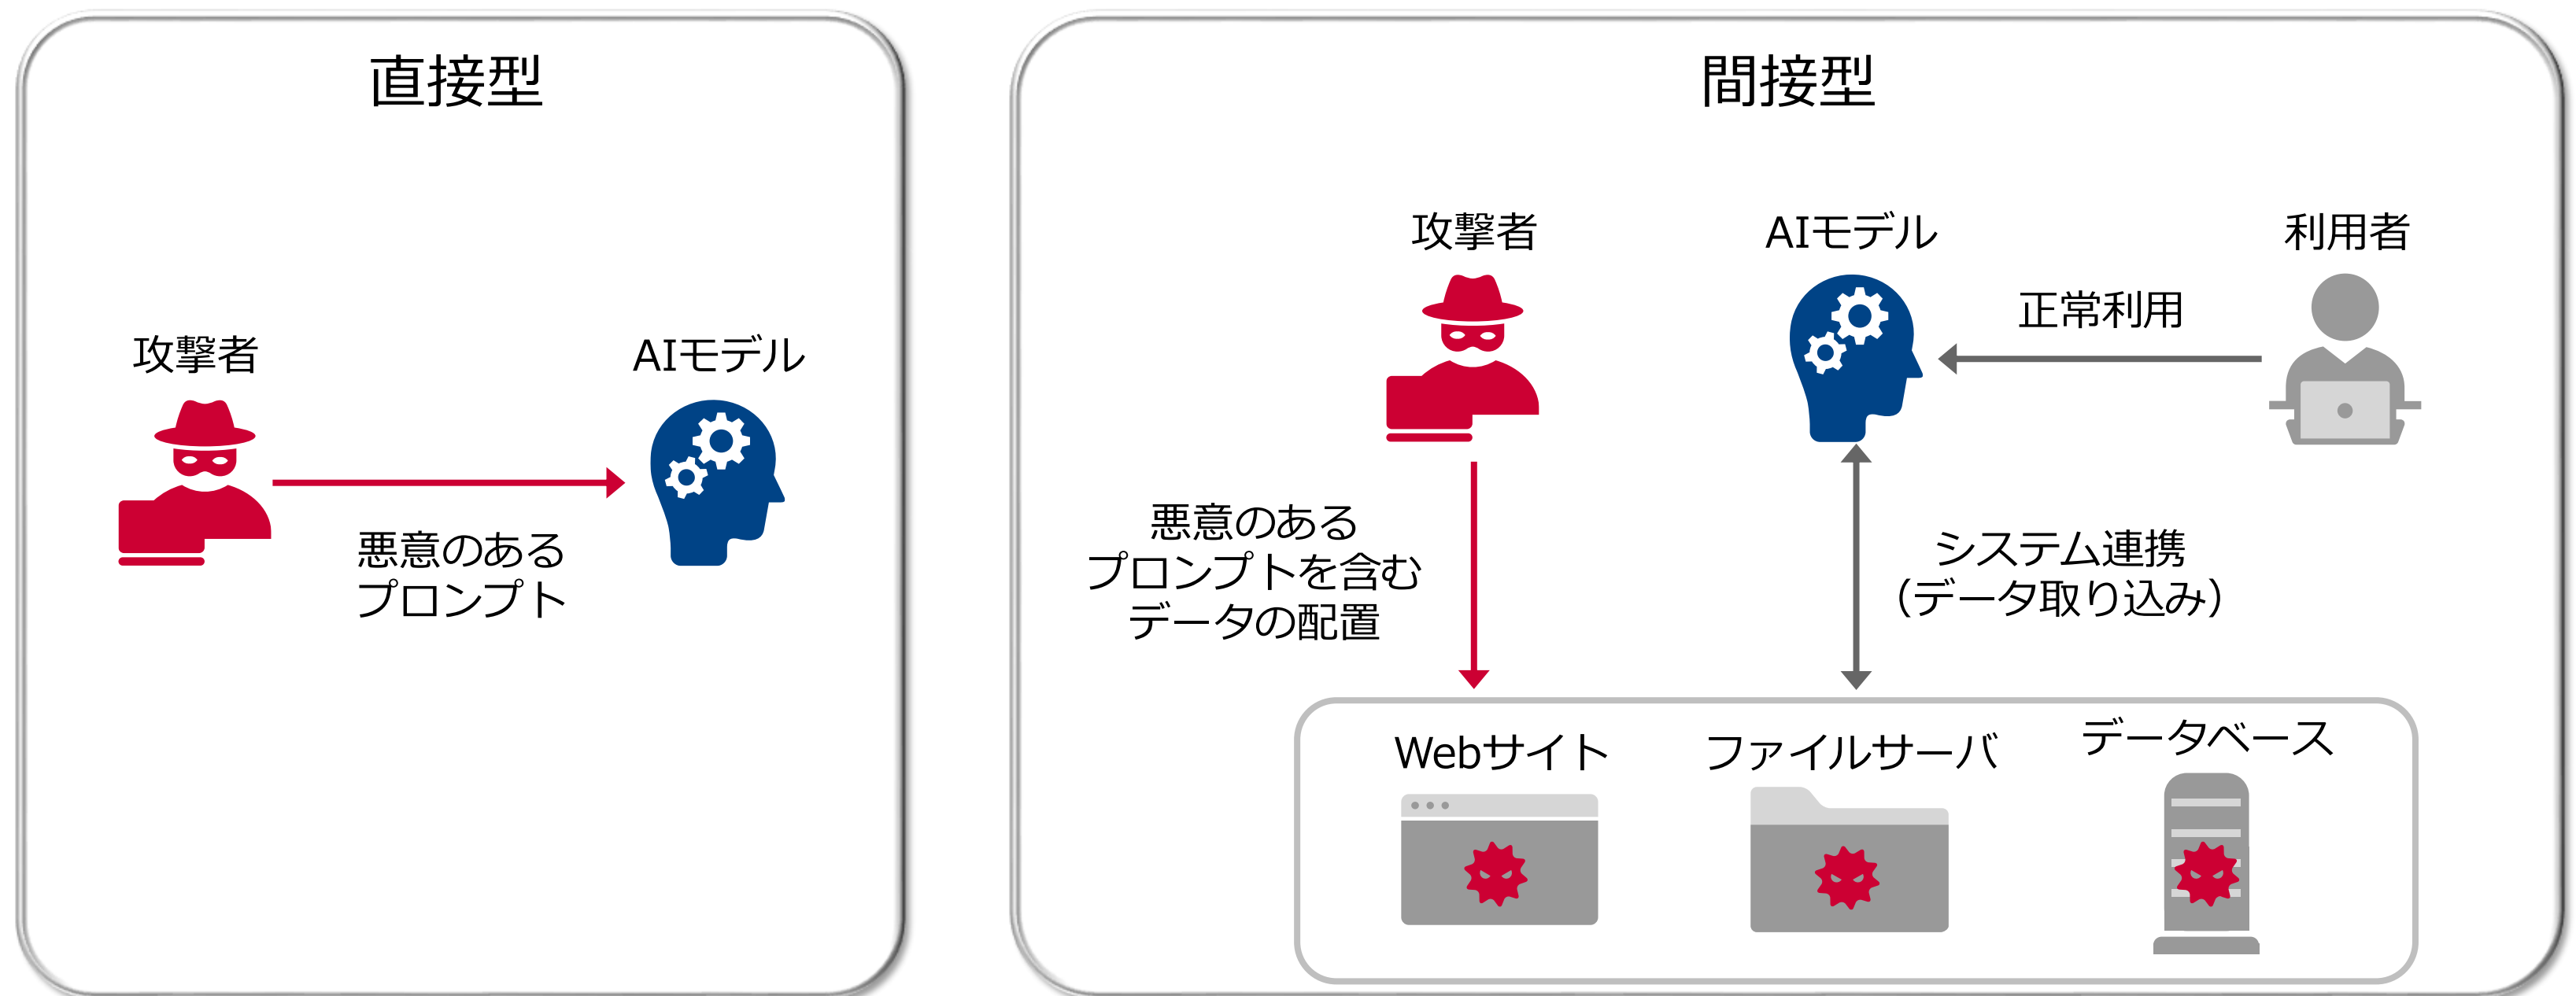 直接型
攻撃者
AIモデル
悪意のある
プロンプト
間接型
攻撃者
AIモデル
利用者
正常利用
悪意のある
プロンプトを含む
データの配置
システム連携
（データ取り込み）
Webサイト
ファイルサーバ
データベース